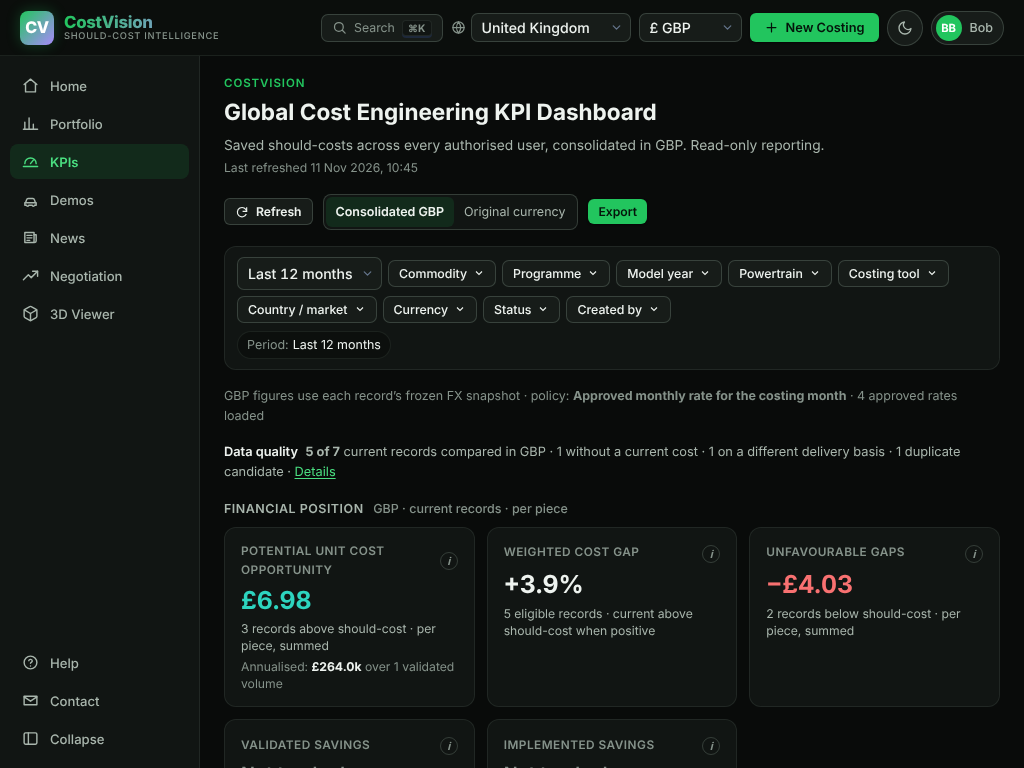 CV
CostVision
SHOULD-COST INTELLIGENCE
Search ⌘K
United Kingdom
£ GBP
+ New Costing
BB
Bob
Home
Portfolio
KPIs
Demos
News
Negotiation
3D Viewer
Help
Contact
Collapse
COSTVISION
Global Cost Engineering KPI Dashboard
Saved should-costs across every authorised user, consolidated in GBP. Read-only reporting.
Last refreshed 11 Nov 2026, 10:45
Refresh
Consolidated GBP
Original currency
Export
Last 12 months
Commodity
Programme
Model year
Powertrain
Costing tool
Country / market
Currency
Status
Created by
Period: Last 12 months
GBP figures use each record’s frozen FX snapshot · policy: Approved monthly rate for the costing month · 4 approved rates
loaded
Data quality 5 of 7 current records compared in GBP · 1 without a current cost · 1 on a different delivery basis · 1 duplicate
candidate · Details
FINANCIAL POSITION GBP · current records · per piece
POTENTIAL UNIT COST
OPPORTUNITY
i
£6.98
3 records above should-cost · per
piece, summed
Annualised: £264.0k over 1 validated
volume
WEIGHTED COST GAP
i
+3.9%
5 eligible records · current above
should-cost when positive
UNFAVOURABLE GAPS
i
−£4.03
2 records below should-cost · per
piece, summed
VALIDATED SAVINGS
i
IMPLEMENTED SAVINGS
i